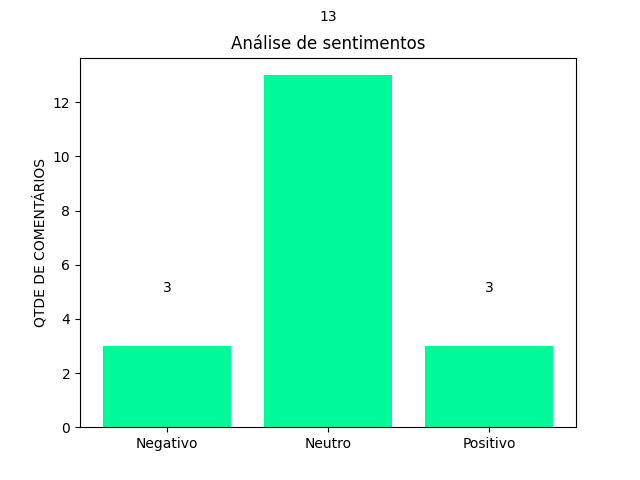 13
Análise de sentimentos
QTDE DE COMENTÁRIOS
12
10
8
6
4
2
0
3
3
Negativo
Neutro
Positivo